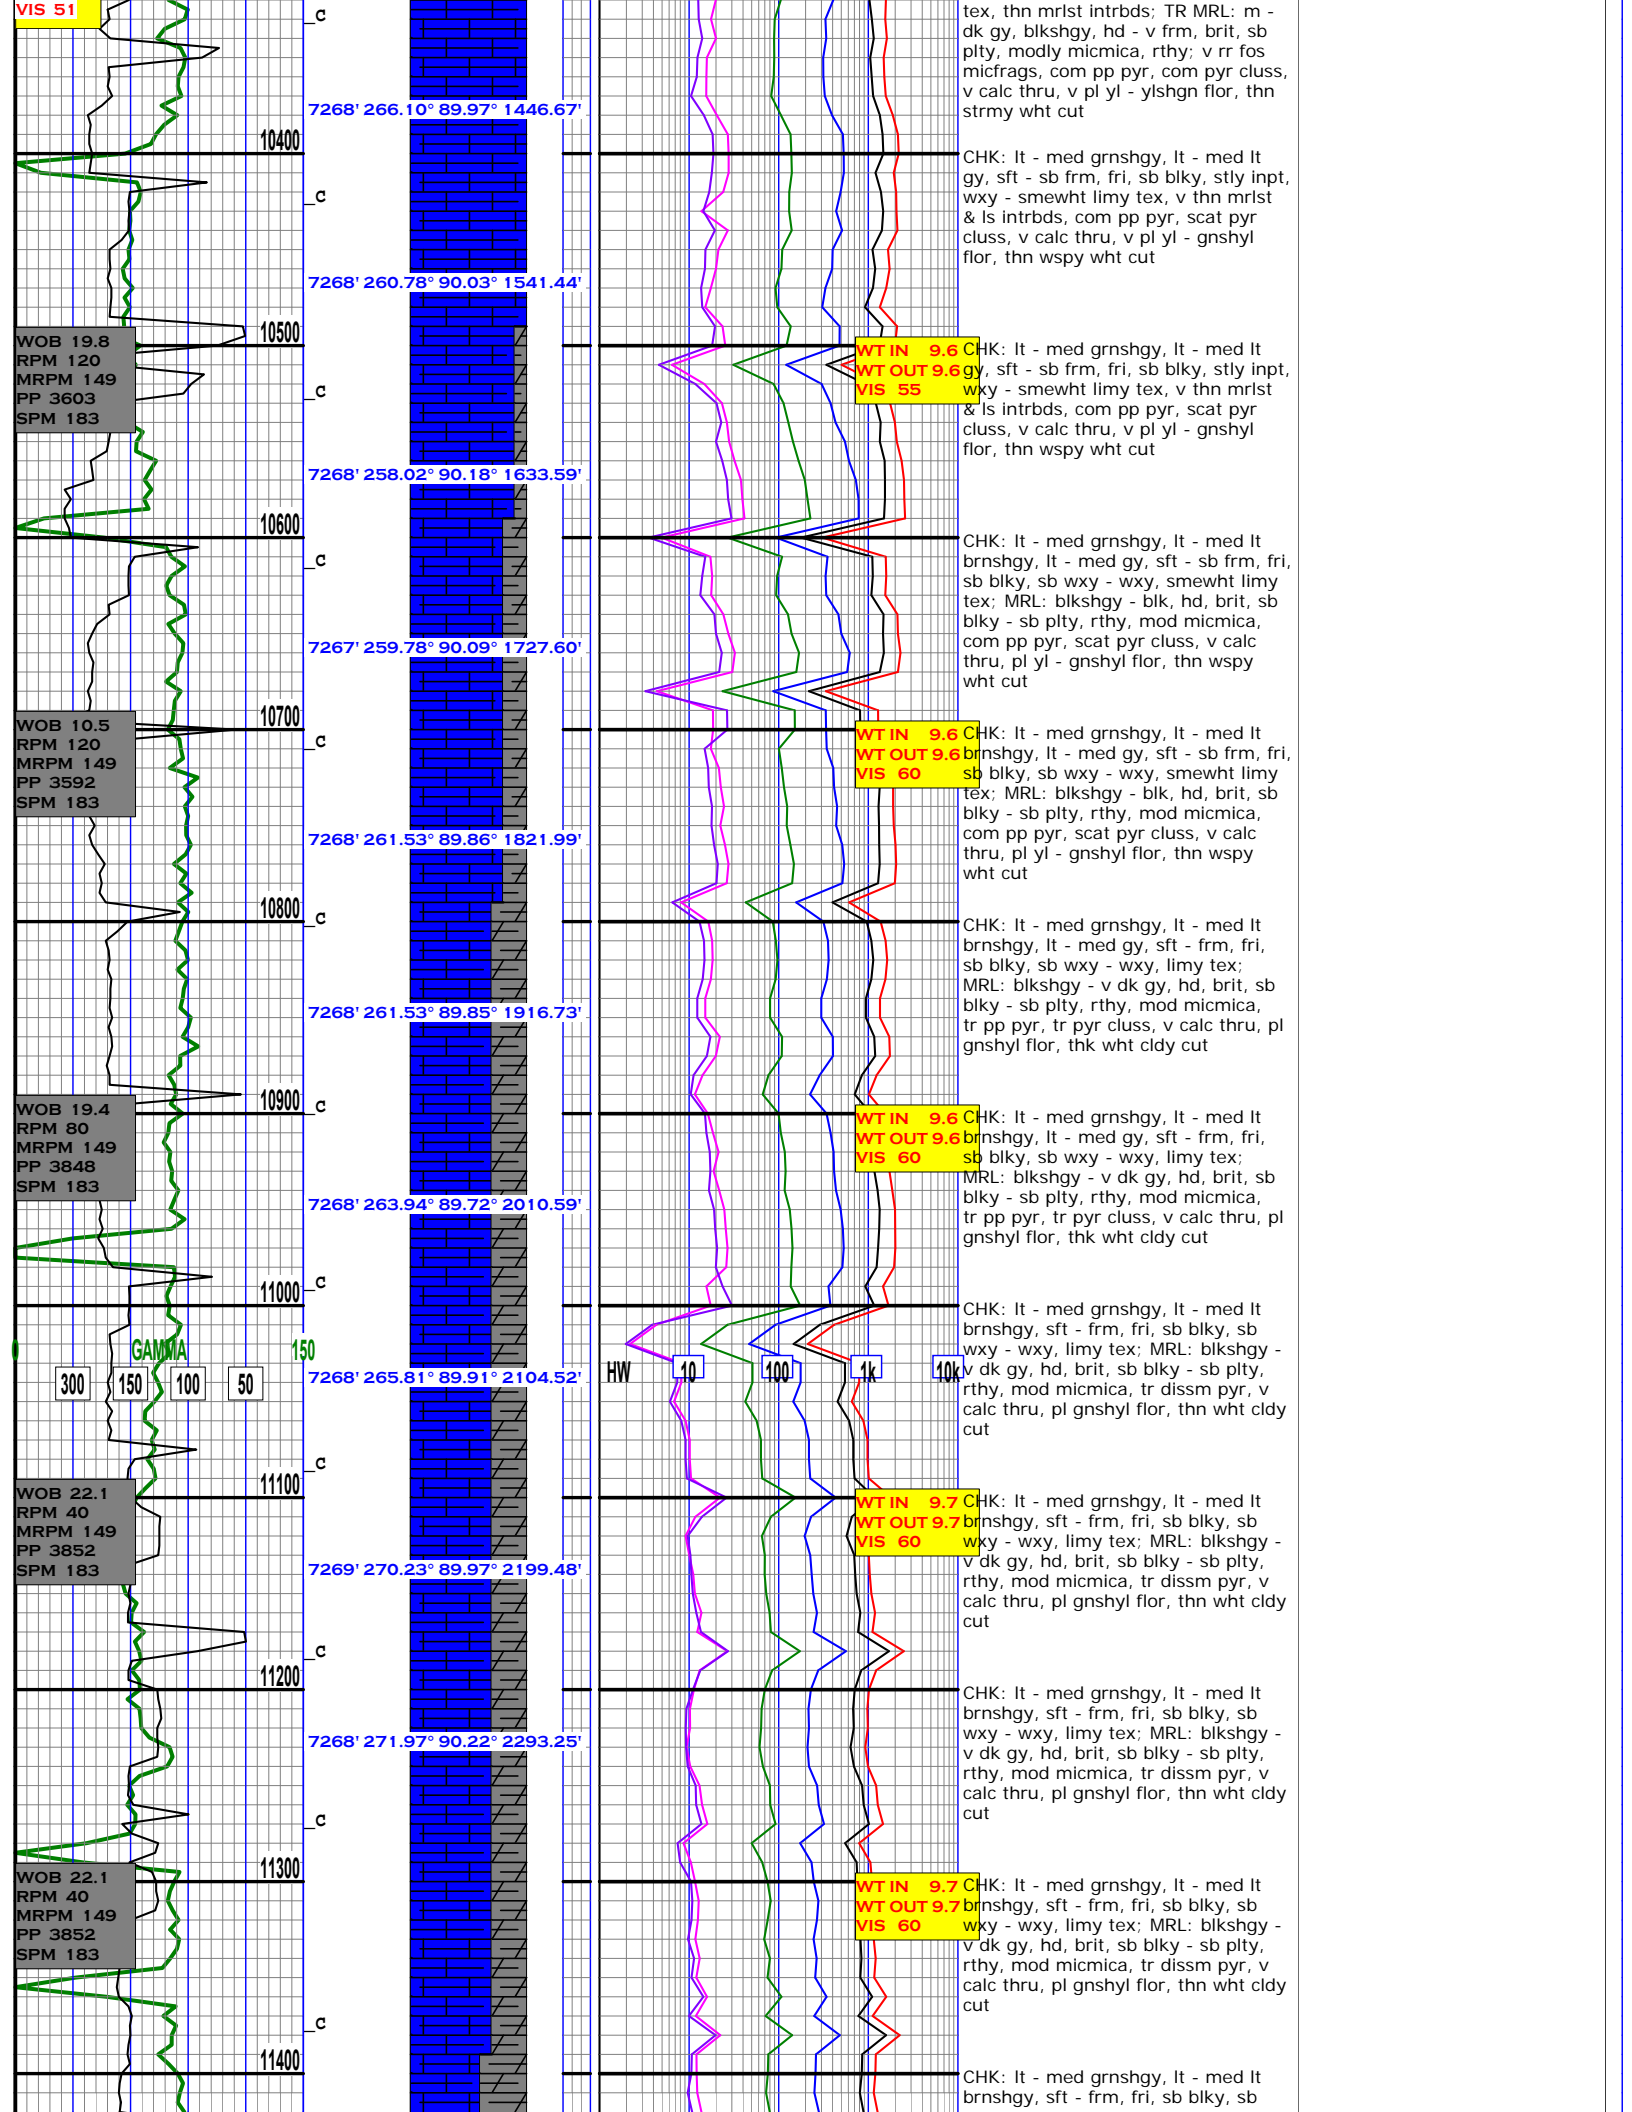 VIS 51
tex, thn mrlst intrbds; TR MRL: m -
dk gy, blkshgy, hd - v frm, brit, sb
plty, modly micmica, rthy; v rr fos
micfrags, com pp pyr, com pyr cluss,
v calc thru, v pl yl - ylshgn flor, thn
strmy wht cut
C
7268' 266.10° 89.97° 1446.67'
10400
CHK: lt - med grnshgy, lt - med lt
gy, sft - sb frm, fri, sb blky, stly inpt,
wxy - smewht limy tex, v thn mrlst
& ls intrbds, com pp pyr, scat pyr
cluss, v calc thru, v pl yl - gnshyl
flor, thn wspy wht cut
C
7268' 260.78° 90.03° 1541.44'
10500
WOB 19.8
RPM 120
MRPM 149
PP 3603
SPM 183
C
WT IN 9.6
WT OUT 9.6
VIS 55
CHK: lt - med grnshgy, lt - med lt
gy, sft - sb frm, fri, sb blky, stly inpt,
wxy - smewht limy tex, v thn mrlst
& ls intrbds, com pp pyr, scat pyr
cluss, v calc thru, v pl yl - gnshyl
flor, thn wspy wht cut
7268' 258.02° 90.18° 1633.59'
10600
C
CHK: lt - med grnshgy, lt - med lt
brnshgy, lt - med gy, sft - sb frm, fri,
sb blky, sb wxy - wxy, smewht limy
tex; MRL: blkshgy - blk, hd, brit, sb
blky - sb plty, rthy, mod micmica,
com pp pyr, scat pyr cluss, v calc
thru, pl yl - gnshyl flor, thn wspy
wht cut
7267' 259.78° 90.09° 1727.60'
10700
WOB 10.5
RPM 120
MRPM 149
PP 3592
SPM 183
C
WT IN 9.6
WT OUT 9.6
VIS 60
CHK: lt - med grnshgy, lt - med lt
brnshgy, lt - med gy, sft - sb frm, fri,
sb blky, sb wxy - wxy, smewht limy
tex; MRL: blkshgy - blk, hd, brit, sb
blky - sb plty, rthy, mod micmica,
com pp pyr, scat pyr cluss, v calc
thru, pl yl - gnshyl flor, thn wspy
wht cut
7268' 261.53° 89.86° 1821.99'
10800
C
CHK: lt - med grnshgy, lt - med lt
brnshgy, lt - med gy, sft - frm, fri,
sb blky, sb wxy - wxy, limy tex;
MRL: blkshgy - v dk gy, hd, brit, sb
blky - sb plty, rthy, mod micmica,
tr pp pyr, tr pyr cluss, v calc thru, pl
gnshyl flor, thk wht cldy cut
7268' 261.53° 89.85° 1916.73'
10900
C
WOB 19.4
RPM 80
MRPM 149
PP 3848
SPM 183
WT IN 9.6
WT OUT 9.6
VIS 60
CHK: lt - med grnshgy, lt - med lt
brnshgy, lt - med gy, sft - frm, fri,
sb blky, sb wxy - wxy, limy tex;
MRL: blkshgy - v dk gy, hd, brit, sb
blky - sb plty, rthy, mod micmica,
tr pp pyr, tr pyr cluss, v calc thru, pl
gnshyl flor, thk wht cldy cut
7268' 263.94° 89.72° 2010.59'
C
11000
CHK: lt - med grnshgy, lt - med lt
brnshgy, sft - frm, fri, sb blky, sb
wxy - wxy, limy tex; MRL: blkshgy -
v dk gy, hd, brit, sb blky - sb plty,
rthy, mod micmica, tr dissm pyr, v
calc thru, pl gnshyl flor, thn wht cldy
cut
0 GAMMA 150
300 150 100 50
HW 10 100 1k 10k
7268' 265.81° 89.91° 2104.52'
C
11100
WOB 22.1
RPM 40
MRPM 149
PP 3852
SPM 183
WT IN 9.7
WT OUT 9.7
VIS 60
CHK: lt - med grnshgy, lt - med lt
brnshgy, sft - frm, fri, sb blky, sb
wxy - wxy, limy tex; MRL: blkshgy -
v dk gy, hd, brit, sb blky - sb plty,
rthy, mod micmica, tr dissm pyr, v
calc thru, pl gnshyl flor, thn wht cldy
cut
7269' 270.23° 89.97° 2199.48'
C
11200
CHK: lt - med grnshgy, lt - med lt
brnshgy, sft - frm, fri, sb blky, sb
wxy - wxy, limy tex; MRL: blkshgy -
v dk gy, hd, brit, sb blky - sb plty,
rthy, mod micmica, tr dissm pyr, v
calc thru, pl gnshyl flor, thn wht cldy
cut
7268' 271.97° 90.22° 2293.25'
C
11300
WOB 22.1
RPM 40
MRPM 149
PP 3852
SPM 183
WT IN 9.7
WT OUT 9.7
VIS 60
CHK: lt - med grnshgy, lt - med lt
brnshgy, sft - frm, fri, sb blky, sb
wxy - wxy, limy tex; MRL: blkshgy -
v dk gy, hd, brit, sb blky - sb plty,
rthy, mod micmica, tr dissm pyr, v
calc thru, pl gnshyl flor, thn wht cldy
cut
C
11400
CHK: lt - med grnshgy, lt - med lt
brnshgy, sft - frm, fri, sb blky, sb